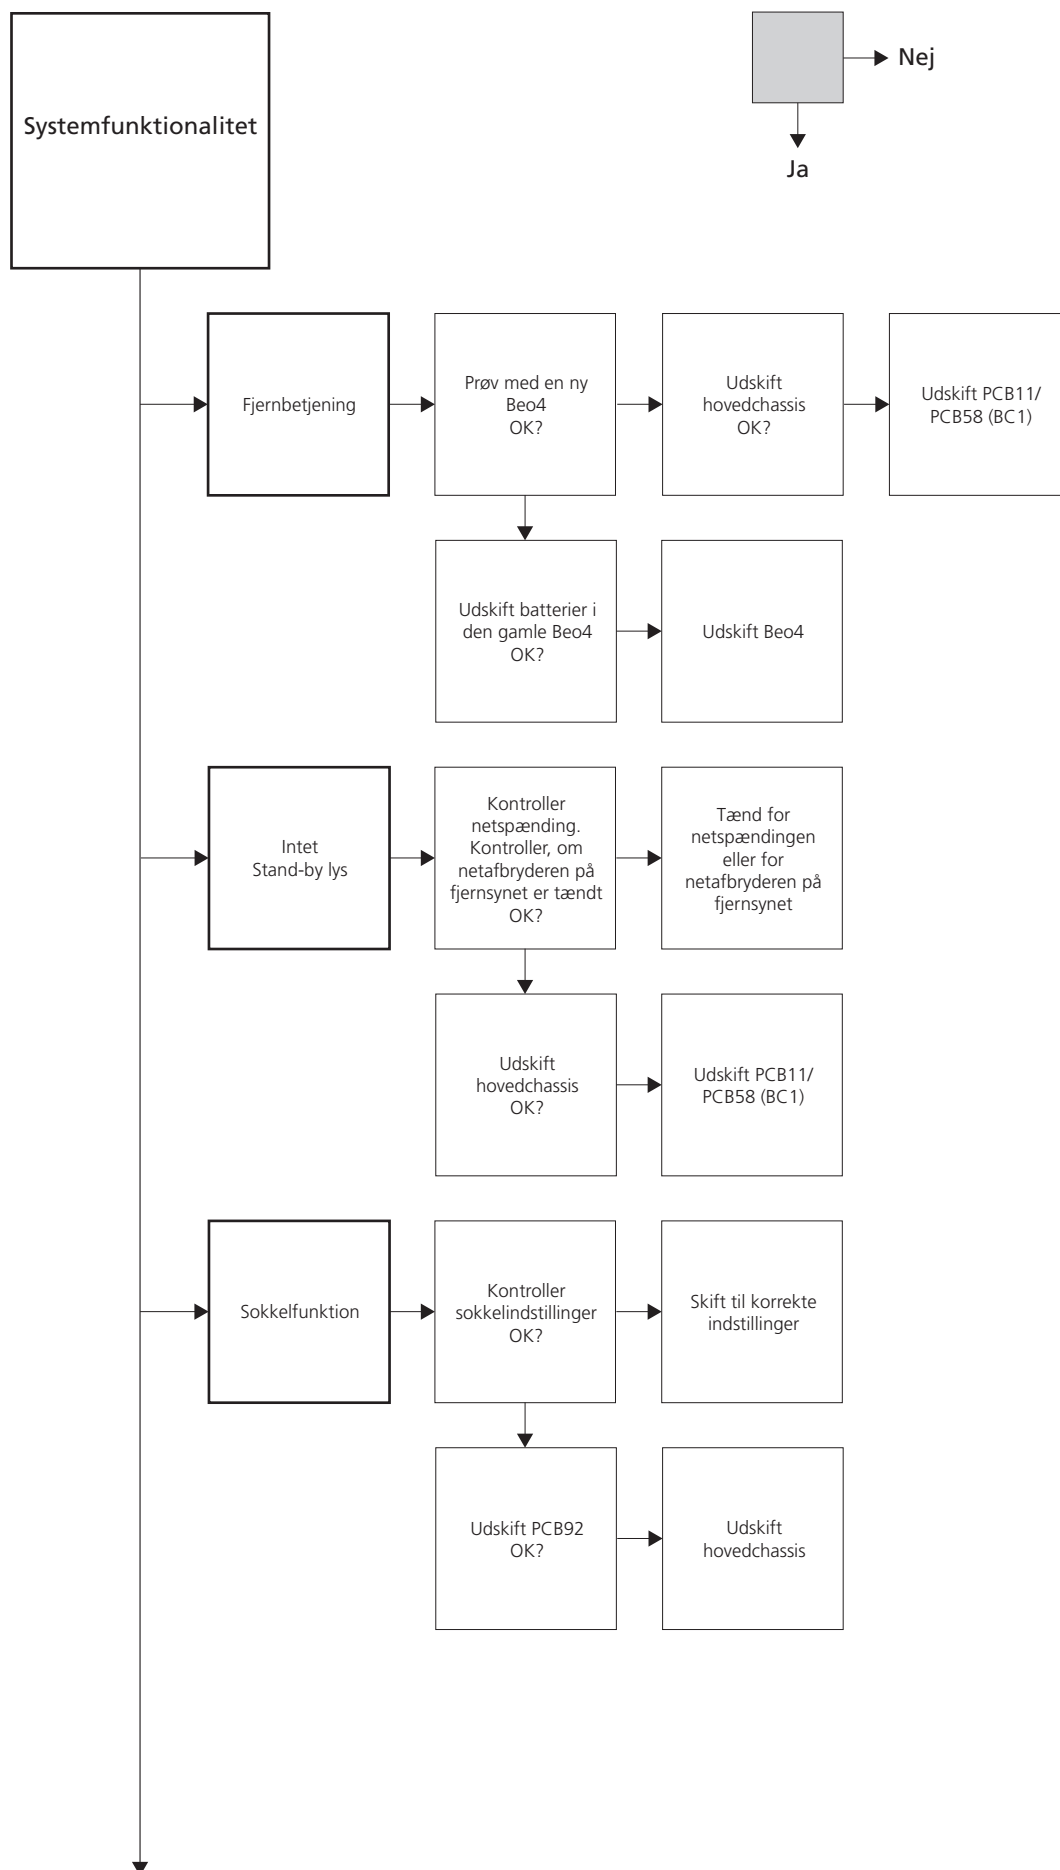 Systemfunktionalitet
Nej
Ja
Fjernbetjening
Prøv med en ny
Beo4
OK?
Udskift
hovedchassis
OK?
Udskift PCB11/
PCB58 (BC1)
Udskift batterier i
den gamle Beo4
OK?
Udskift Beo4
Intet
Stand-by lys
Kontroller
netspænding.
Kontroller, om
netafbryderen på
fjernsynet er tændt
OK?
Tænd for
netspændingen
eller for
netafbryderen på
fjernsynet
Udskift
hovedchassis
OK?
Udskift PCB11/
PCB58 (BC1)
Sokkelfunktion
Kontroller
sokkelindstillinger
OK?
Skift til korrekte
indstillinger
Udskift PCB92
OK?
Udskift
hovedchassis